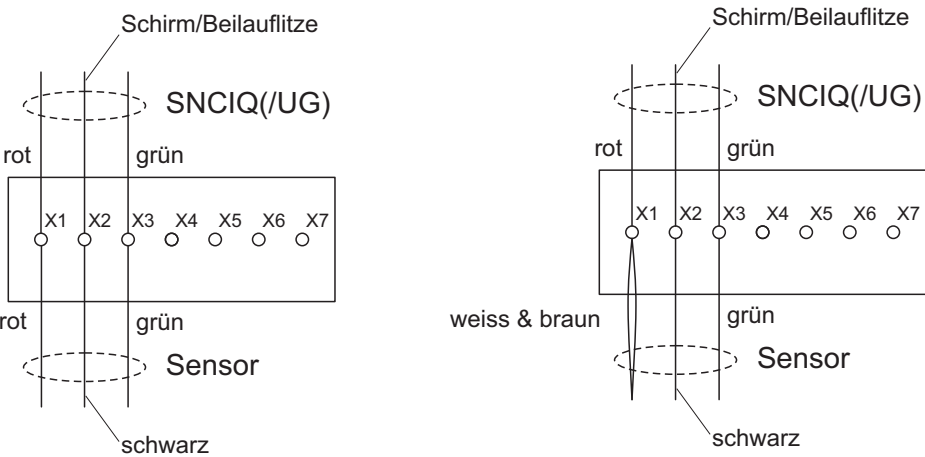 Schirm/Beilauflitze
SNCIQ(/UG)
rot
grün
X1 X2 X3 X4 X5 X6 X7
rot
grün
Sensor
schwarz
Schirm/Beilauflitze
SNCIQ(/UG)
rot
grün
X1 X2 X3 X4 X5 X6 X7
weiss & braun
grün
Sensor
schwarz